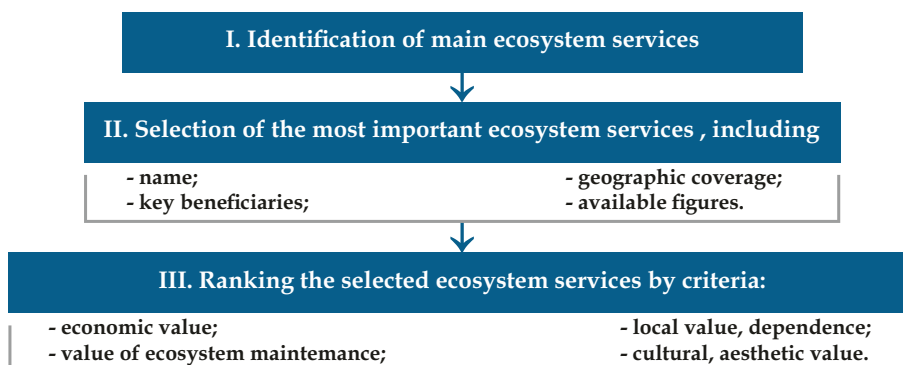 I. Identification of main ecosystem services
II. Selection of the most important ecosystem services , including
- name;
- key beneficiaries;
- geographic coverage;
- available figures.
III. Ranking the selected ecosystem services by criteria:
- economic value;
- value of ecosystem maintemance;
- local value, dependence;
- cultural, aesthetic value.